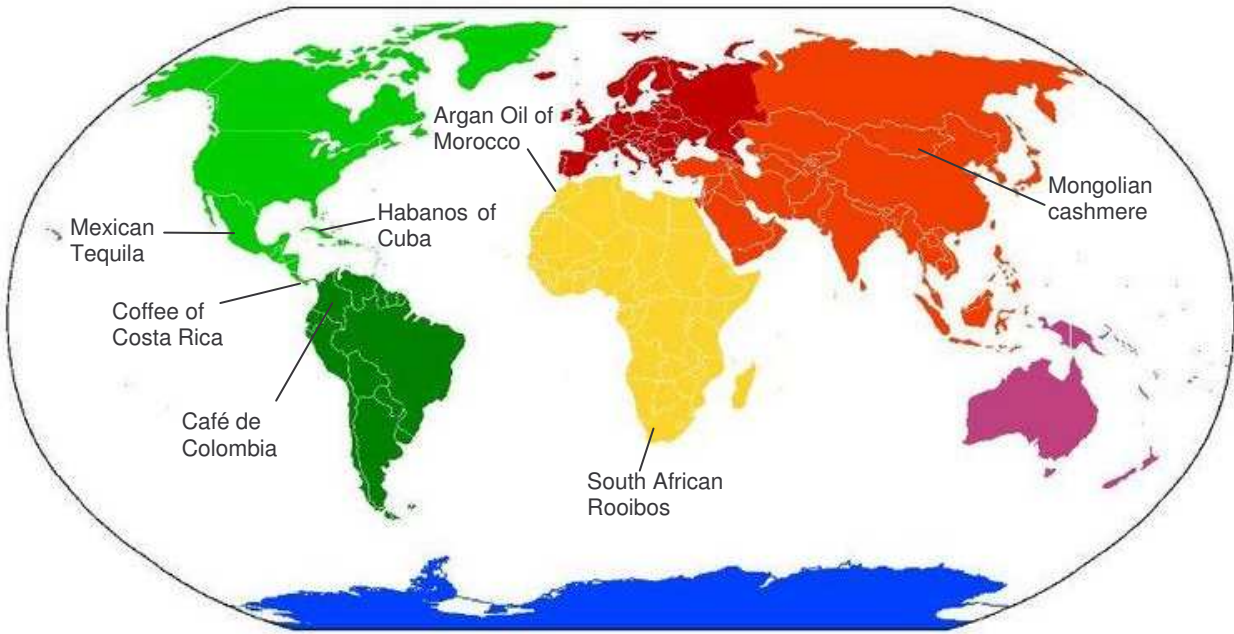 Argan Oil of
Morocco
Mongolian
cashmere
Habanos of
Cuba
Mexican
Tequila
Coffee of
Costa Rica
Café de
Colombia
South African
Rooibos